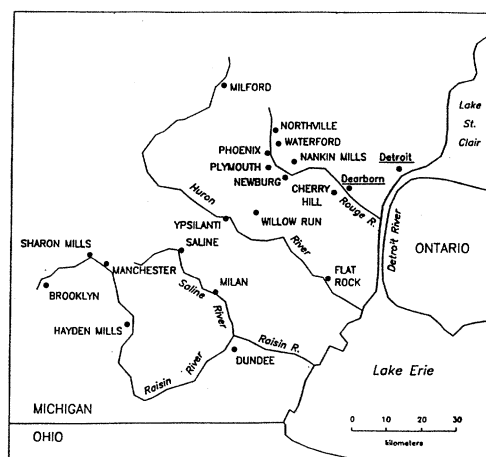 MILFORD
Lake
St.
Clair
NORTHVILLE
WATERFORD
PHOENIX
NANKIN MILLS
Detroit
PLYMOUTH
NEWBURG
Dearborn
CHERRY
HILL
Rouge R.
Huron
River
WILLOW RUN
YPSILANTI
Detroit River
ONTARIO
SALINE
SHARON MILLS
MANCHESTER
BROOKLYN
Saline
River
MILAN
FLAT
ROCK
HAYDEN MILLS
Raisin R.
DUNDEE
Raisin
River
Lake Erie
MICHIGAN
OHIO
0 10 20 30
kilometers